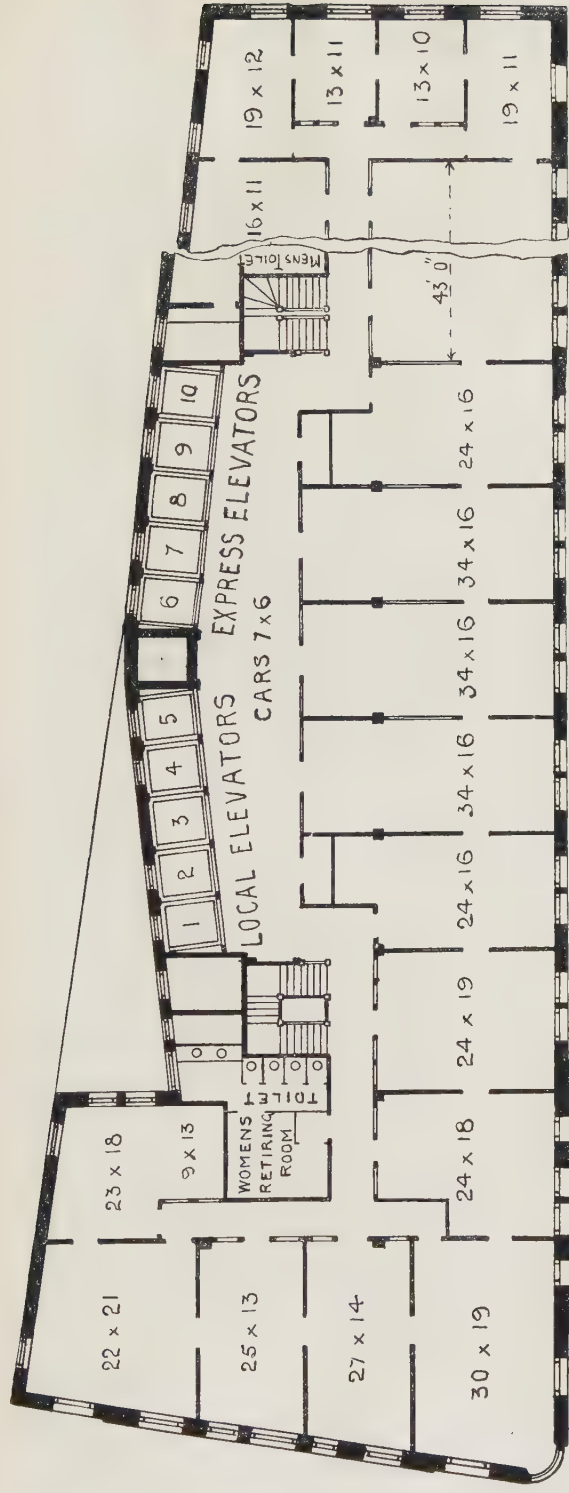 19 x 12
13 x 11
13 x 10
19 x 11
16 x 11
MENS TOILET
43' 0"
10
9
8
7
6
5
4
3
2
1
LOCAL ELEVATORS EXPRESS ELEVATORS
CARS 7 x 6
24 x 16
34 x 16
34 x 16
34 x 16
24 x 16
24 x 19
24 x 18
TOILET
WOMENS
RETIRING
ROOM
23 x 18
9 x 13
22 x 21
25 x 13
27 x 14
30 x 19